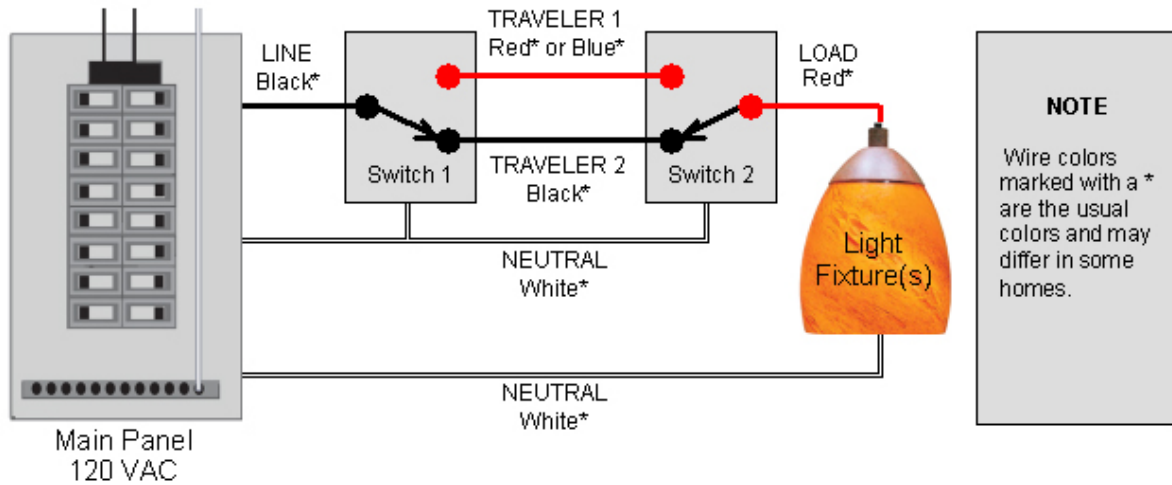 TRAVELER 1
Red* or Blue*
LINE
Black*
LOAD
Red*
Switch 1
TRAVELER 2
Black*
Switch 2
NEUTRAL
White*
Light
Fixture(s)
NEUTRAL
White*
Main Panel
120 VAC
NOTE
Wire colors
marked with a *
are the usual
colors and may
differ in some
homes.